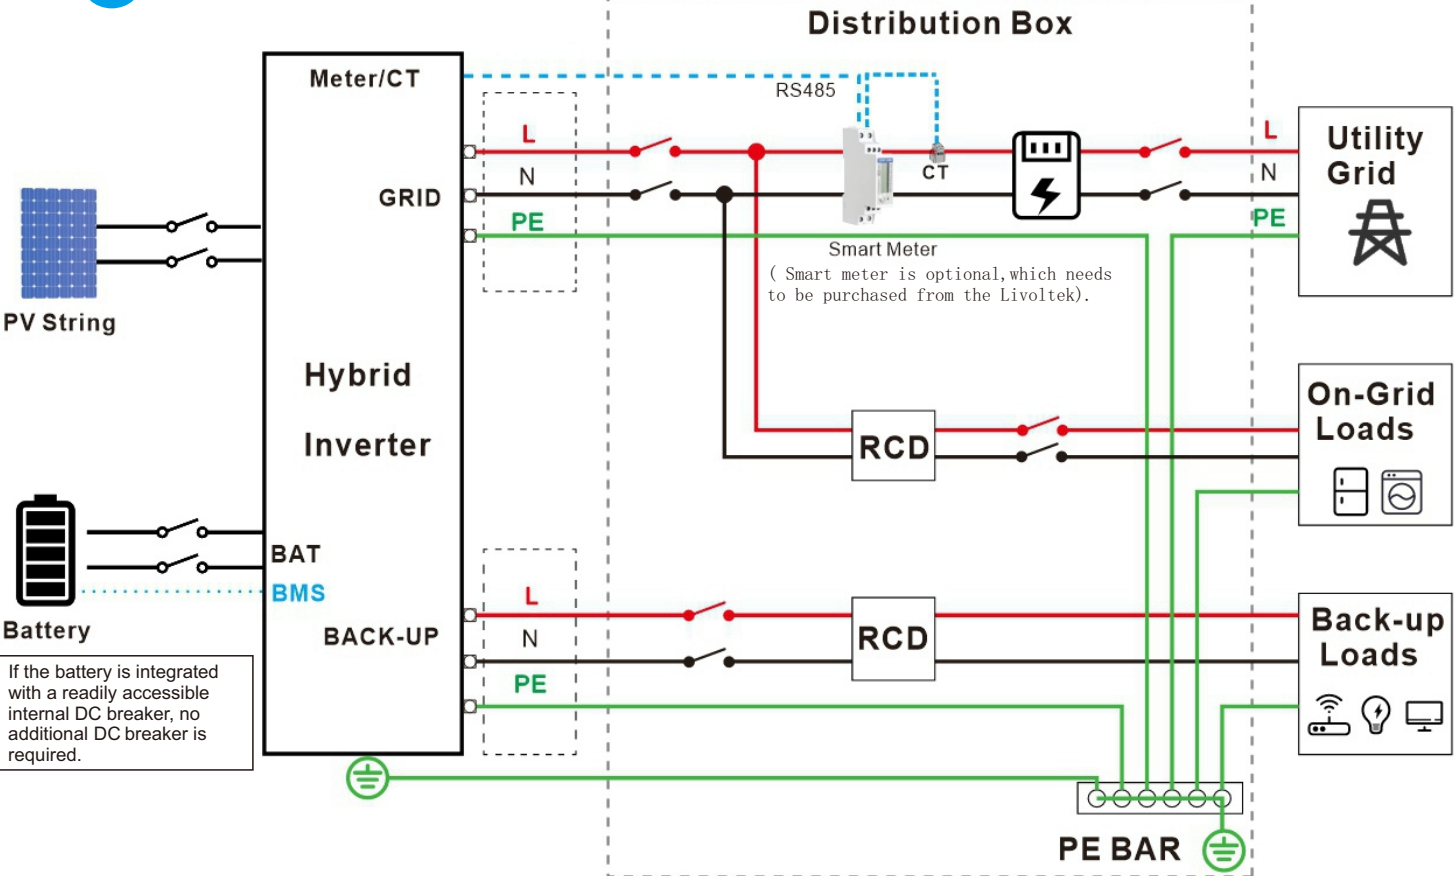 Distribution Box
Meter/CT
RS485
L
N
PE
GRID
CT
L
N
PE
Utility
Grid
Smart Meter
( Smart meter is optional,which needs
to be purchased from the Livoltek).
PV String
Hybrid
Inverter
RCD
On-Grid
Loads
BAT
BMS
Battery
BACK-UP
L
N
PE
RCD
Back-up
Loads
If the battery is integrated
with a readily accessible
internal DC breaker, no
additional DC breaker is
required.
PE BAR